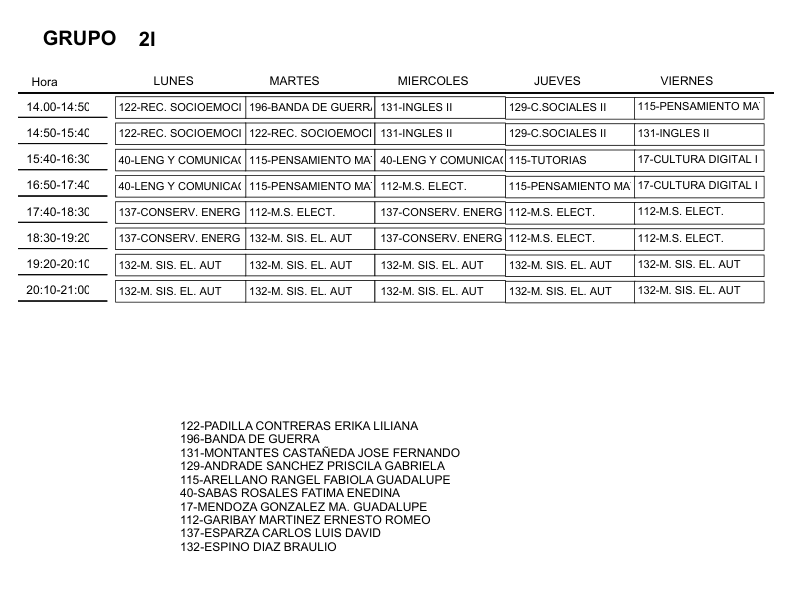 GRUPO 2I
Hora LUNES MARTES MIERCOLES JUEVES VIERNES
14.00-14:50 122-REC. SOCIOEMOCI 196-BANDA DE GUERR 131-INGLES II 129-C.SOCIALES II 115-PENSAMIENTO MA
14:50-15:40 122-REC. SOCIOEMOCI 122-REC. SOCIOEMOCI 131-INGLES II 129-C.SOCIALES II 131-INGLES II
15:40-16:30 40-LENG Y COMUNICA 115-PENSAMIENTO MA 40-LENG Y COMUNICA 115-TUTORIAS 17-CULTURA DIGITAL I
16:50-17:40 40-LENG Y COMUNICA 115-PENSAMIENTO MA 112-M.S. ELECT. 115-PENSAMIENTO MA 17-CULTURA DIGITAL I
17:40-18:30 137-CONSERV. ENERG 112-M.S. ELECT. 137-CONSERV. ENERG 112-M.S. ELECT. 112-M.S. ELECT.
18:30-19:20 137-CONSERV. ENERG 132-M. SIS. EL. AUT 137-CONSERV. ENERG 112-M.S. ELECT. 112-M.S. ELECT.
19:20-20:10 132-M. SIS. EL. AUT 132-M. SIS. EL. AUT 132-M. SIS. EL. AUT 132-M. SIS. EL. AUT 132-M. SIS. EL. AUT
20:10-21:00 132-M. SIS. EL. AUT 132-M. SIS. EL. AUT 132-M. SIS. EL. AUT 132-M. SIS. EL. AUT 132-M. SIS. EL. AUT
122-PADILLA CONTRERAS ERIKA LILIANA
196-BANDA DE GUERRA
131-MONTANTES CASTAÑEDA JOSE FERNANDO
129-ANDRADE SANCHEZ PRISCILA GABRIELA
115-ARELLANO RANGEL FABIOLA GUADALUPE
40-SABAS ROSALES FATIMA ENEDINA
17-MENDOZA GONZALEZ MA. GUADALUPE
112-GARIBAY MARTINEZ ERNESTO ROMEO
137-ESPARZA CARLOS LUIS DAVID
132-ESPINO DIAZ BRAULIO